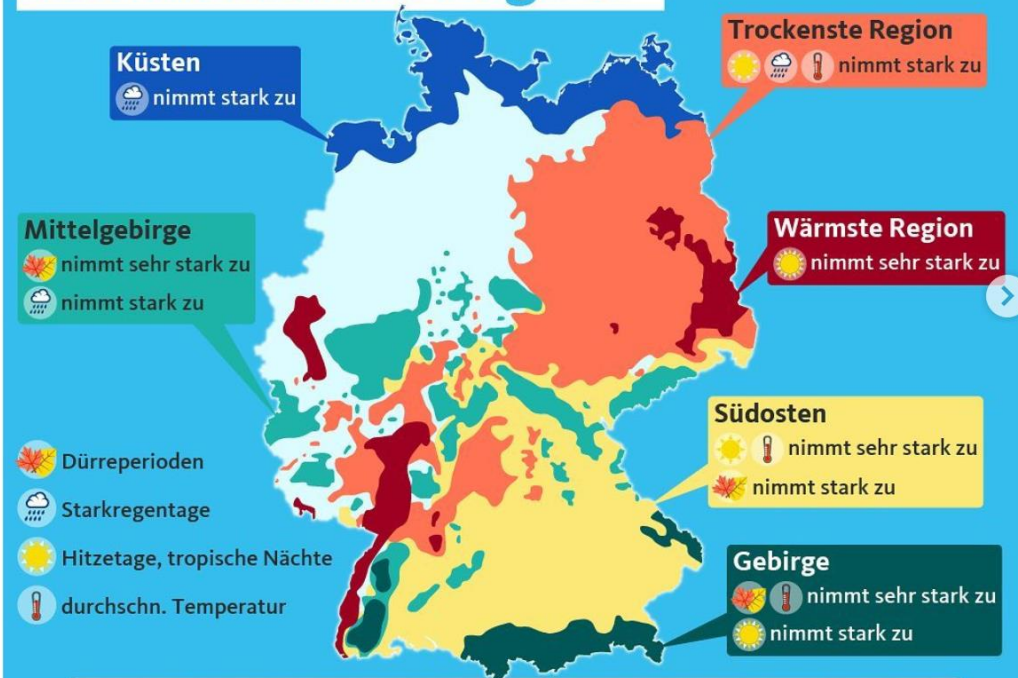 Küsten
nimmt stark zu
Trockenste Region
nimmt stark zu
Mittelgebirge
nimmt sehr stark zu
nimmt stark zu
Wärmste Region
nimmt sehr stark zu
Südosten
nimmt sehr stark zu
nimmt stark zu
Dürreperioden
Starkregentage
Hitzetage, tropische Nächte
durchschn. Temperatur
Gebirge
nimmt sehr stark zu
nimmt stark zu